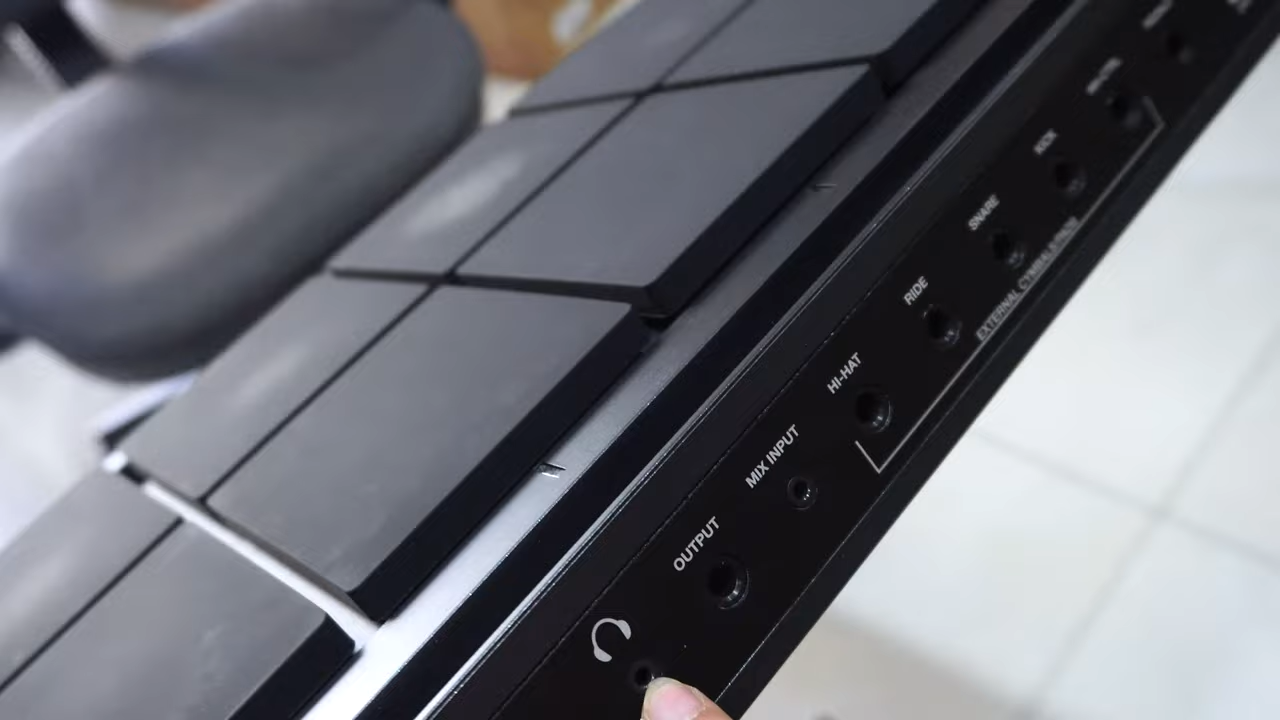 OUTPUT
MIX INPUT
HI-HAT
RIDE
SNARE
KICK
EXTERNAL CYMBALS/PADS